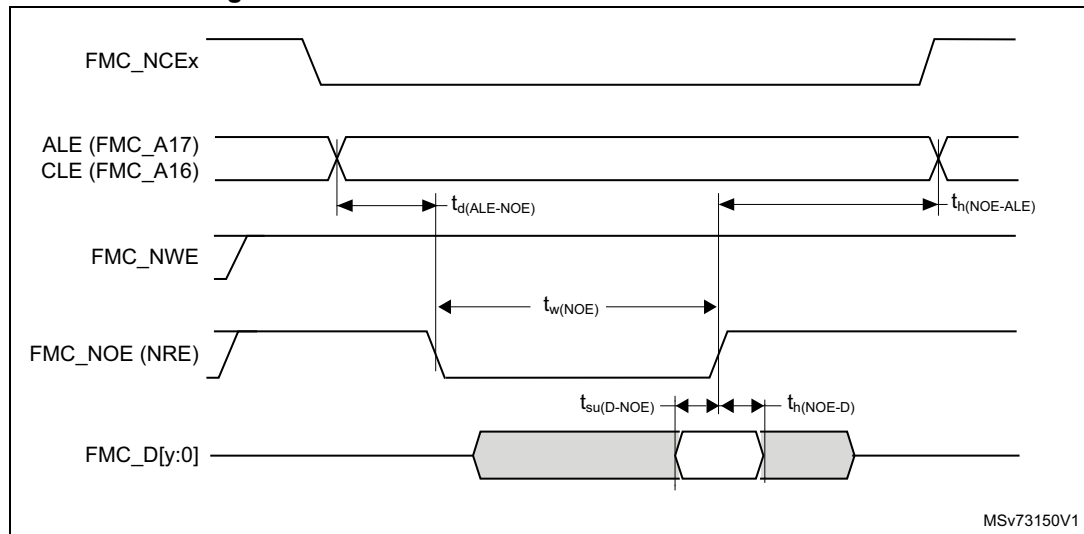 FMC_NCEx
ALE (FMC_A17)
CLE (FMC_A16)
td(ALE-NOE)
th(NOE-ALE)
FMC_NWE
tw(NOE)
FMC_NOE (NRE)
tsu(D-NOE)
th(NOE-D)
FMC_D[y:0]
MSv73150V1